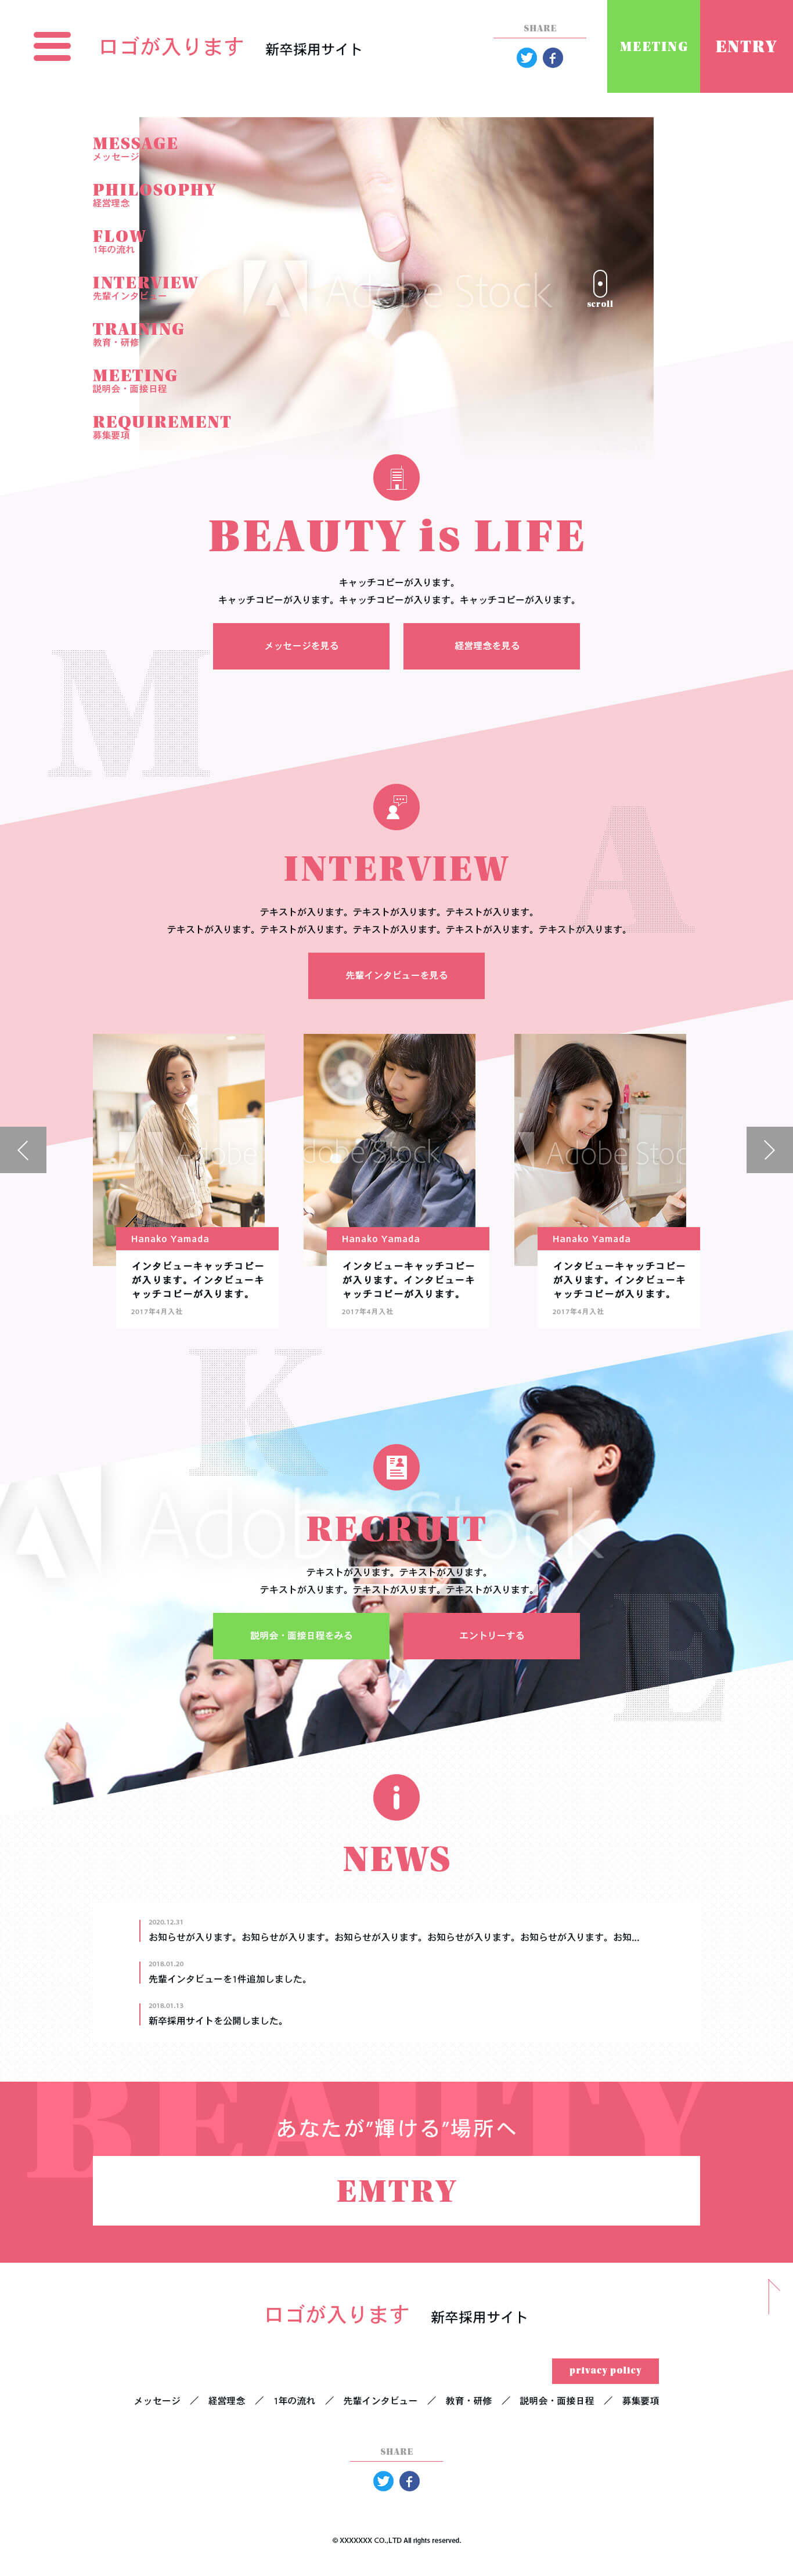 ロゴが入ります 新卒採用サイト
SHARE
MEETING
ENTRY
MESSAGE
メッセージ
PHILOSOPHY
経営理念
FLOW
1年の流れ
INTERVIEW
先輩インタビュー
TRAINING
教育・研修
MEETING
説明会・面接日程
REQUIREMENT
募集要項
Adobe Stock
scroll
BEAUTY is LIFE
キャッチコピーが入ります。
キャッチコピーが入ります。キャッチコピーが入ります。キャッチコピーが入ります。
メッセージを見る
経営理念を見る
M
A
INTERVIEW
テキストが入ります。テキストが入ります。テキストが入ります。
テキストが入ります。テキストが入ります。テキストが入ります。テキストが入ります。テキストが入ります。
先輩インタビューを見る
Adobe Stock
Adobe Stock
Adobe Stock
Hanako Yamada
インタビューキャッチコピー
が入ります。インタビューキ
ャッチコピーが入ります。
2017年4月入社
Hanako Yamada
インタビューキャッチコピー
が入ります。インタビューキ
ャッチコピーが入ります。
2017年4月入社
Hanako Yamada
インタビューキャッチコピー
が入ります。インタビューキ
ャッチコピーが入ります。
2017年4月入社
K
Adobe Stock
RECRUIT
テキストが入ります。テキストが入ります。
テキストが入ります。テキストが入ります。テキストが入ります。
説明会・面接日程をみる
エントリーする
E
NEWS
2020.12.31
お知らせが入ります。お知らせが入ります。お知らせが入ります。お知らせが入ります。お知らせが入ります。お知...
2018.01.20
先輩インタビューを1件追加しました。
2018.01.13
新卒採用サイトを公開しました。
BEAUTY
あなたが"輝ける"場所へ
EMTRY
ロゴが入ります 新卒採用サイト
privacy policy
メッセージ ／ 経営理念 ／ 1年の流れ ／ 先輩インタビュー ／ 教育・研修 ／ 説明会・面接日程 ／ 募集要項
SHARE
© XXXXXXX CO.,LTD All rights reserved.